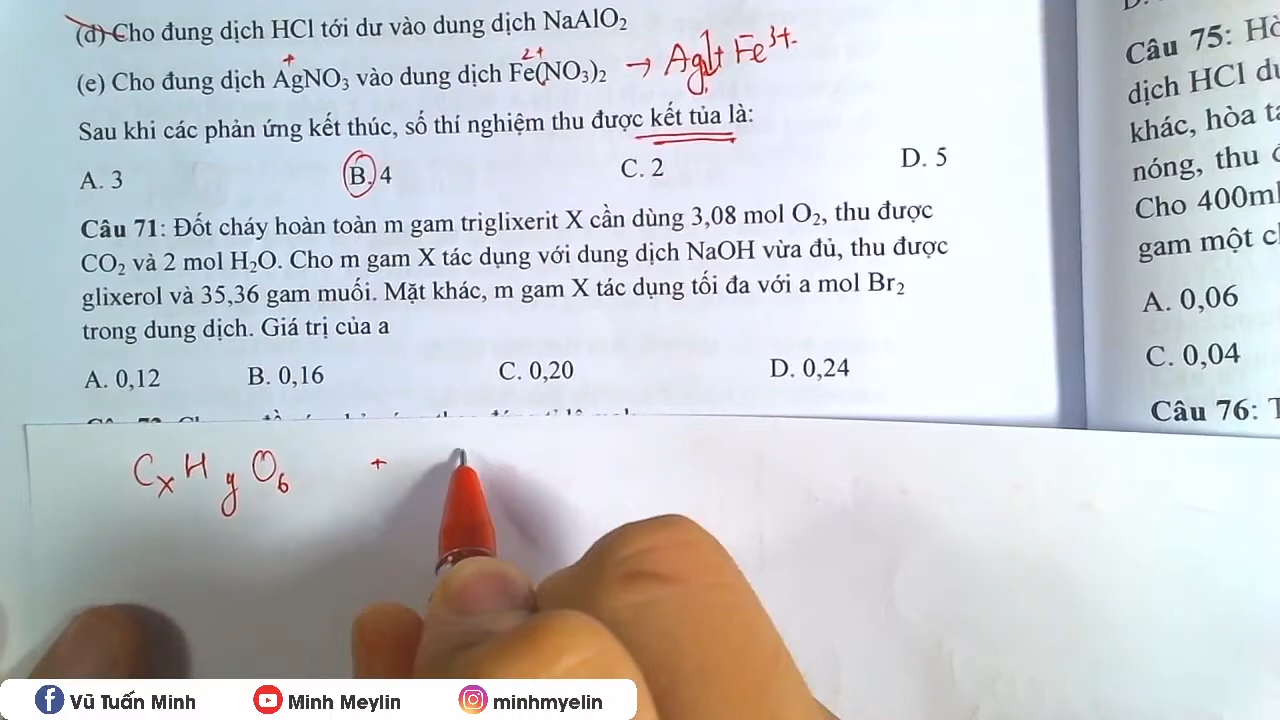 (d) Cho đung dịch HCl tới dư vào dung dịch NaAlO2
(e) Cho đung dịch AgNO3 vào dung dịch Fe(NO3)2 → Ag↓ + Fe3+
+
2+
Sau khi các phản ứng kết thúc, số thí nghiệm thu được kết tủa là:
A. 3 B. 4 C. 2 D. 5
Câu 71: Đốt cháy hoàn toàn m gam triglixerit X cần dùng 3,08 mol O2, thu được
CO2 và 2 mol H2O. Cho m gam X tác dụng với dung dịch NaOH vừa đủ, thu được
glixerol và 35,36 gam muối. Mặt khác, m gam X tác dụng tối đa với a mol Br2
trong dung dịch. Giá trị của a
A. 0,12 B. 0,16 C. 0,20 D. 0,24
CxHyO6 +
D.
Câu 75:
dịch HCl
khác, hòa
nóng, thu
Cho 400ml
gam một
A. 0,06
C. 0,04
Câu 76:
Vũ Tuấn Minh Minh Meylin minhmyelin